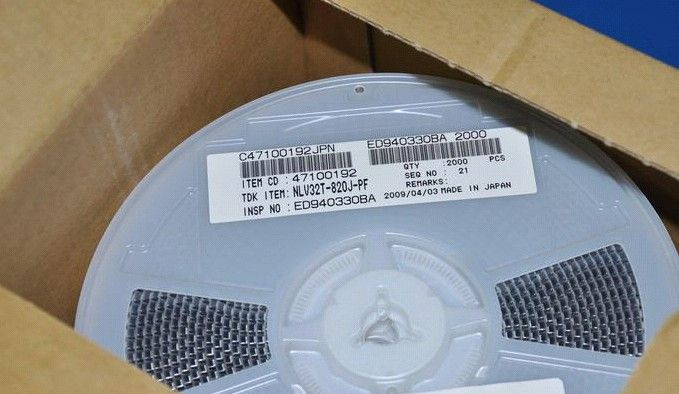 C47100192JPN ED940330BA 2000
ITEM CD : 47100192 QTY :2000 PCS
TDK ITEM: NLV32T-820J-PF SEQ NO : 21
REMARKS:
INSP NO : ED940330BA 2009/04/03 MADE IN JAPAN